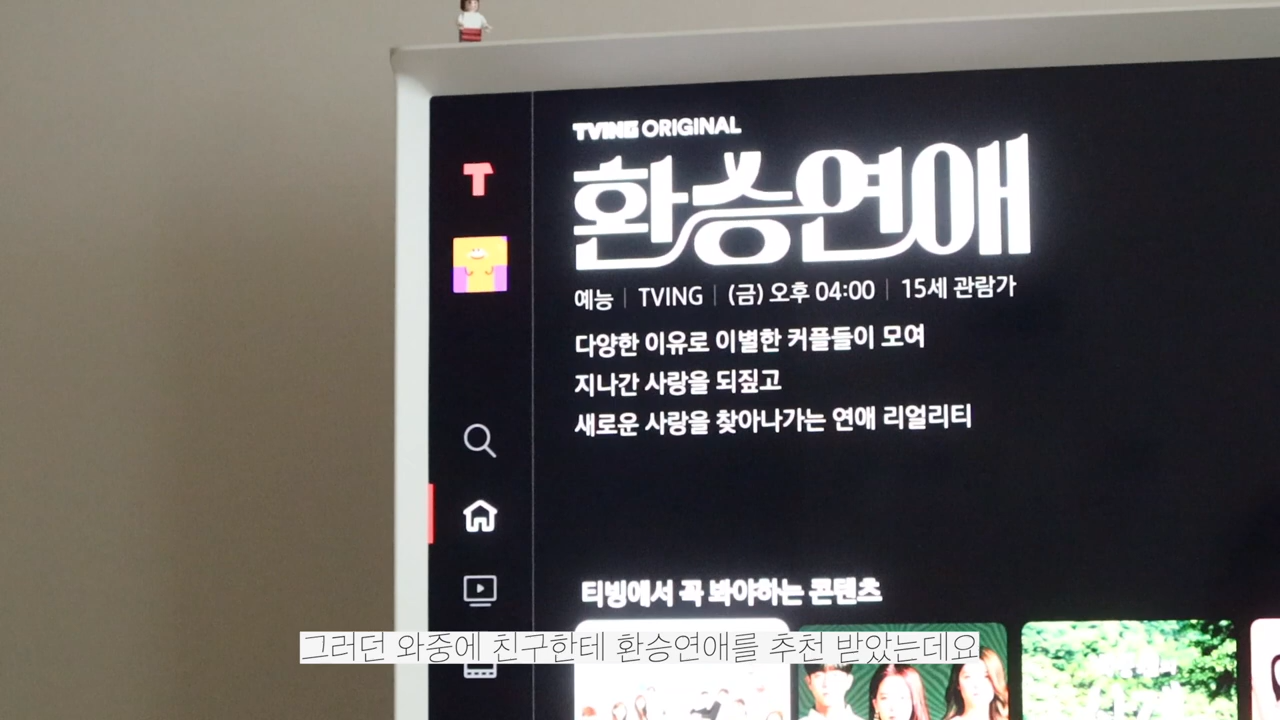 TVING ORIGINAL
환승연애
예능 | TVING | (금) 오후 04:00 | 15세 관람가
다양한 이유로 이별한 커플들이 모여
지나간 사랑을 되짚고
새로운 사랑을 찾아나가는 연애 리얼리티
티빙에서 꼭 봐야하는 콘텐츠
그러던 와중에 친구한테 환승연애를 추천 받았는데요